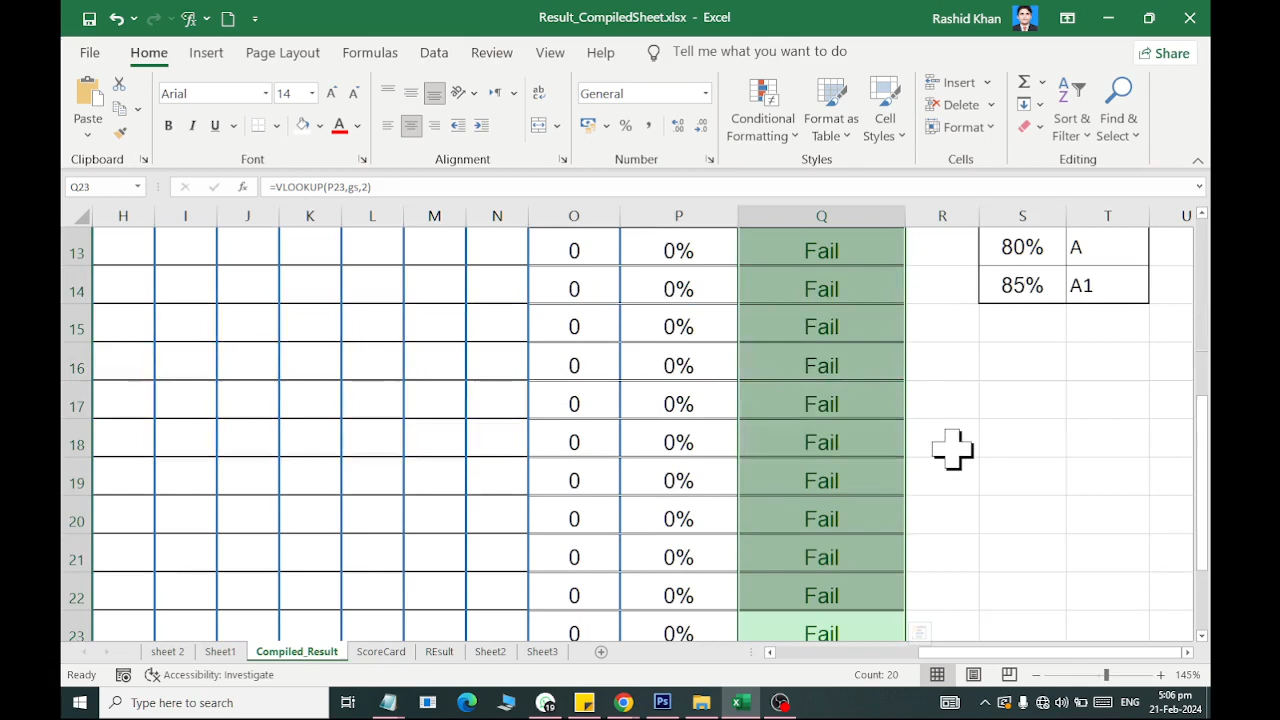 Result_CompiledSheet.xlsx - Excel
Rashid Khan
File Home Insert Page Layout Formulas Data Review View Help Tell me what you want to do Share
Paste
Arial 14
B I U A
ab
General
% ,
Conditional Formatting
Format as Table
Cell Styles
Insert
Delete
Format
Sort & Filter
Find & Select
Clipboard Font Alignment Number Styles Cells Editing
Q23 fx =VLOOKUP(P23,gs,2)
H I J K L M N O P Q R S T U
13 0 0% Fail 80% A
14 0 0% Fail 85% A1
15 0 0% Fail
16 0 0% Fail
17 0 0% Fail
18 0 0% Fail
19 0 0% Fail
20 0 0% Fail
21 0 0% Fail
22 0 0% Fail
23 0 0% Fail
sheet 2 Sheet1 Compiled_Result ScoreCard REsult Sheet2 Sheet3
Ready Accessibility: Investigate Count: 20 145%
Type here to search
ENG
5:06 pm
21-Feb-2024